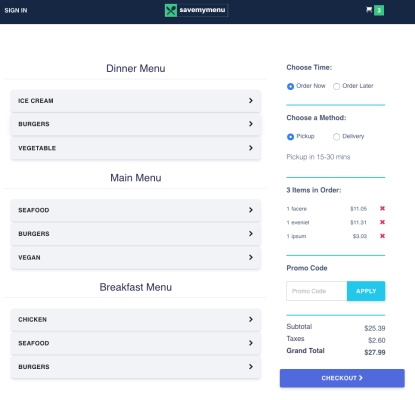 SIGN IN
savemymenu
3
Dinner Menu
ICE CREAM
BURGERS
VEGETABLE
Main Menu
SEAFOOD
BURGERS
VEGAN
Breakfast Menu
CHICKEN
SEAFOOD
BURGERS
Choose Time:
Order Now Order Later
Choose a Method:
Pickup Delivery
Pickup in 15-30 mins
3 Items in Order:
1 facere $11.05
1 eveniet $11.31
1 ipsum $3.03
Promo Code
Promo Code APPLY
Subtotal $25.39
Taxes $2.60
Grand Total $27.99
CHECKOUT